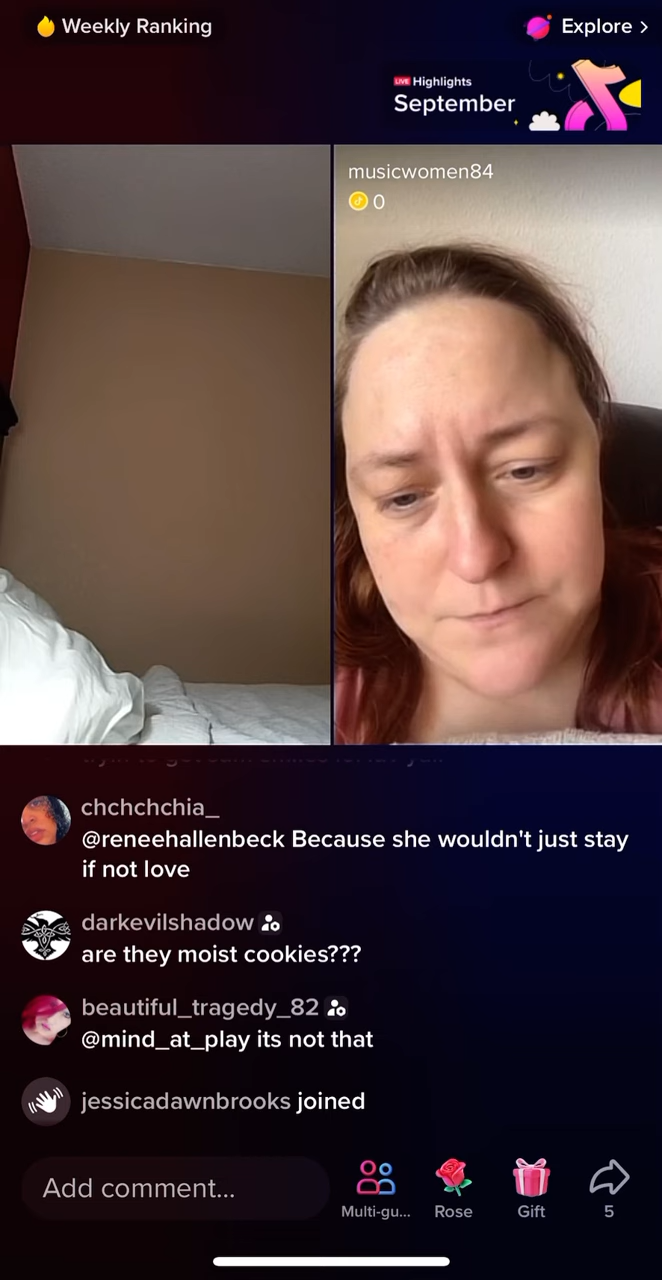 Weekly Ranking
Explore >
LIVE Highlights
September
musicwomen84
0
chchchchia_
@reneehallenbeck Because she wouldn't just stay
if not love
darkevilshadow
are they moist cookies???
beautiful_tragedy_82
@mind_at_play its not that
jessicadawnbrooks joined
Add comment...
Multi-gu...
Rose
Gift
5